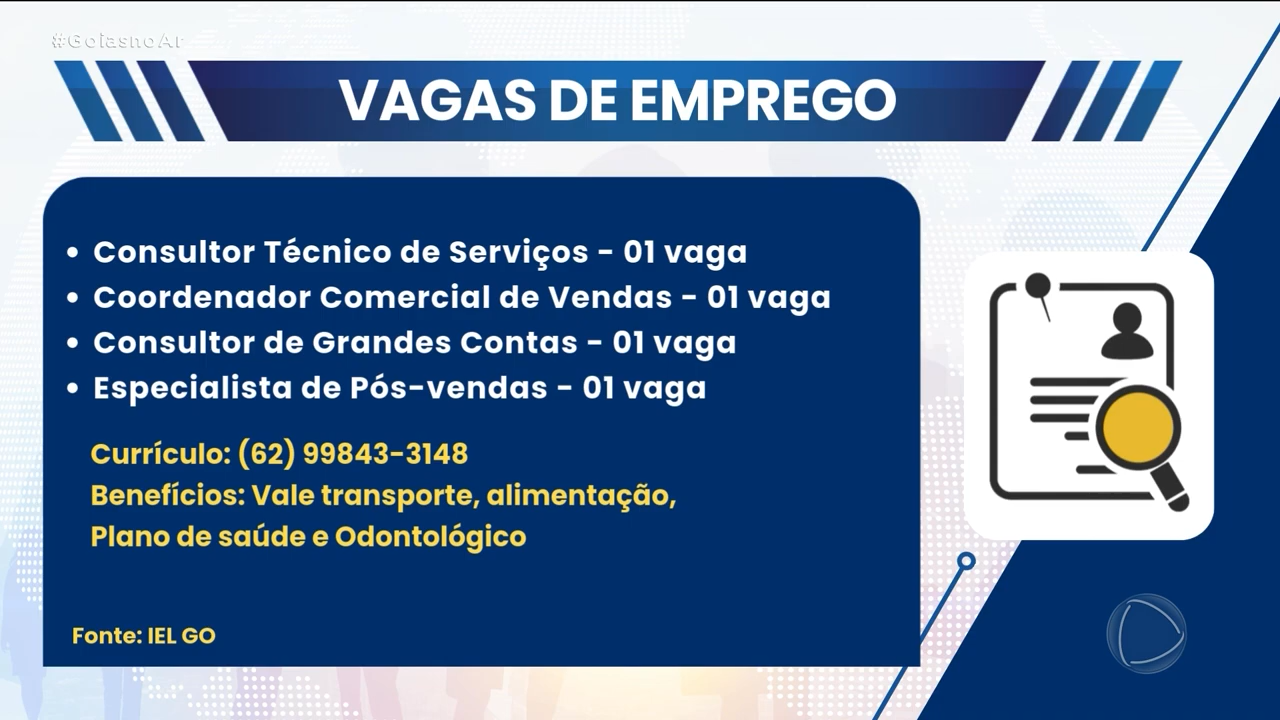 #GoiasnoAr
VAGAS DE EMPREGO
• Consultor Técnico de Serviços - 01 vaga
• Coordenador Comercial de Vendas - 01 vaga
• Consultor de Grandes Contas - 01 vaga
• Especialista de Pós-vendas - 01 vaga
Currículo: (62) 99843-3148
Benefícios: Vale transporte, alimentação,
Plano de saúde e Odontológico
Fonte: IEL GO